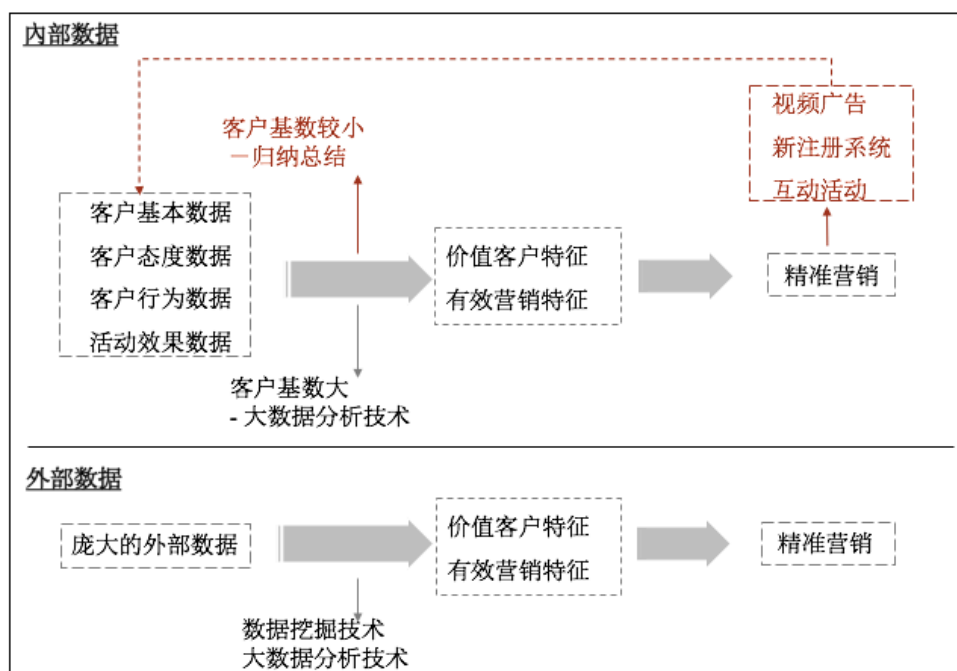 内部数据
视频广告
新注册系统
互动活动
客户基数较小
－归纳总结
客户基本数据
客户态度数据
客户行为数据
活动效果数据
价值客户特征
有效营销特征
精准营销
客户基数大
- 大数据分析技术
外部数据
庞大的外部数据
价值客户特征
有效营销特征
精准营销
数据挖掘技术
大数据分析技术